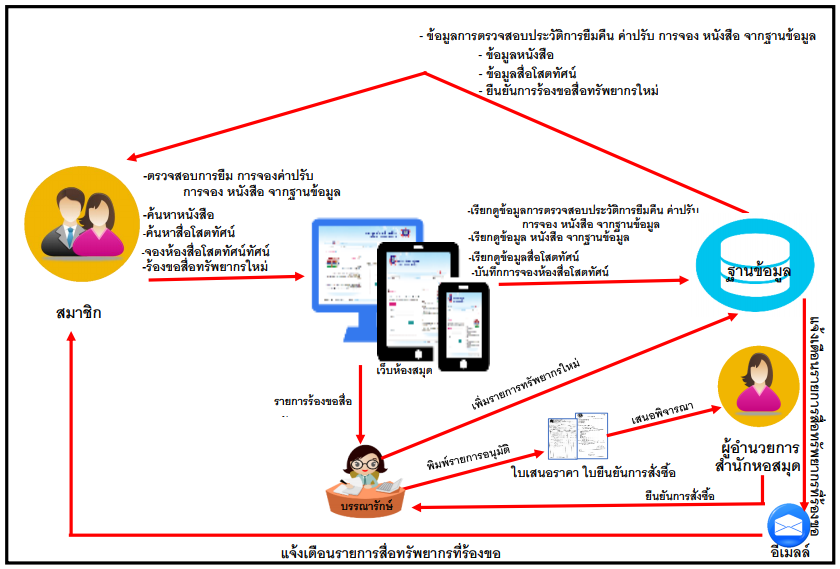 - ข้อมูลการตรวจสอบประวัติการยืมคืน ค่าปรับ การจอง หนังสือ จากฐานข้อมูล
- ข้อมูลหนังสือ
- ข้อมูลสื่อโสตทัศน์
- ยืนยันการร้องขอสื่อทรัพยากรใหม่
-ตรวจสอบการยืม การจองค่าปรับ
การจอง หนังสือ จากฐานข้อมูล
-ค้นหาหนังสือ
-ค้นหาสื่อโสตทัศน์
-จองห้องสื่อโสตทัศน์ทัศน์
-ร้องขอสื่อทรัพยากรใหม่
สมาชิก
-เรียกดูข้อมูลการตรวจสอบประวัติการยืมคืน ค่าปรับ
การจอง หนังสือ จากฐานข้อมูล
-เรียกดูข้อมูล หนังสือ จากฐานข้อมูล
-เรียกดูข้อมูลสื่อโสตทัศน์
-บันทึกการจองห้องสื่อโสตทัศน์
ฐานข้อมูล
เว็บห้องสมุด
รายการร้องขอสื่อ
เพิ่มรายการทรัพยากรใหม่
แจ้งเตือนรายการสื่อทรัพยากรที่ร้องขอ
พิมพ์รายการอนุมัติ
เสนอพิจารณา
ใบเสนอราคา ใบยืนยันการสั่งซื้อ
ผู้อำนวยการ
สำนักหอสมุด
บรรณารักษ์
ยืนยันการสั่งซื้อ
อีเมลล์
แจ้งเตือนรายการสื่อทรัพยากรที่ร้องขอ